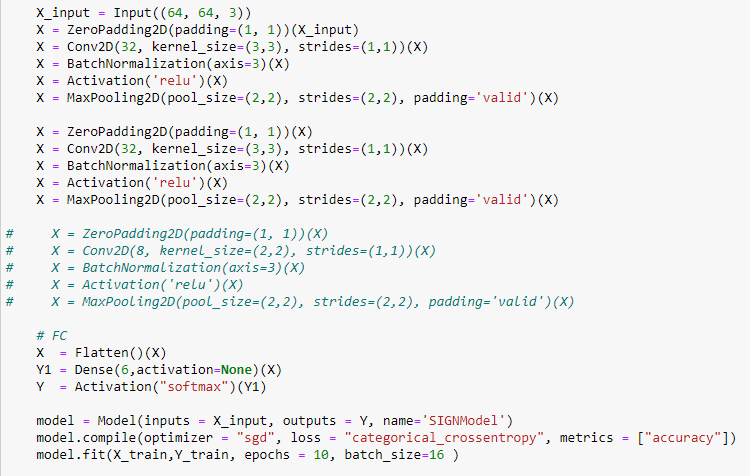 X_input = Input((64, 64, 3))
X = ZeroPadding2D(padding=(1, 1))(X_input)
X = Conv2D(32, kernel_size=(3,3), strides=(1,1))(X)
X = BatchNormalization(axis=3)(X)
X = Activation('relu')(X)
X = MaxPooling2D(pool_size=(2,2), strides=(2,2), padding='valid')(X)
X = ZeroPadding2D(padding=(1, 1))(X)
X = Conv2D(32, kernel_size=(3,3), strides=(1,1))(X)
X = BatchNormalization(axis=3)(X)
X = Activation('relu')(X)
X = MaxPooling2D(pool_size=(2,2), strides=(2,2), padding='valid')(X)
#     X = ZeroPadding2D(padding=(1, 1))(X)
#     X = Conv2D(8, kernel_size=(2,2), strides=(1,1))(X)
#     X = BatchNormalization(axis=3)(X)
#     X = Activation('relu')(X)
#     X = MaxPooling2D(pool_size=(2,2), strides=(2,2), padding='valid')(X)
# FC
X  = Flatten()(X)
Y1 = Dense(6,activation=None)(X)
Y  = Activation("softmax")(Y1)
model = Model(inputs = X_input, outputs = Y, name='SIGNModel')
model.compile(optimizer = "sgd", loss = "categorical_crossentropy", metrics = ["accuracy"])
model.fit(X_train,Y_train, epochs = 10, batch_size=16 )